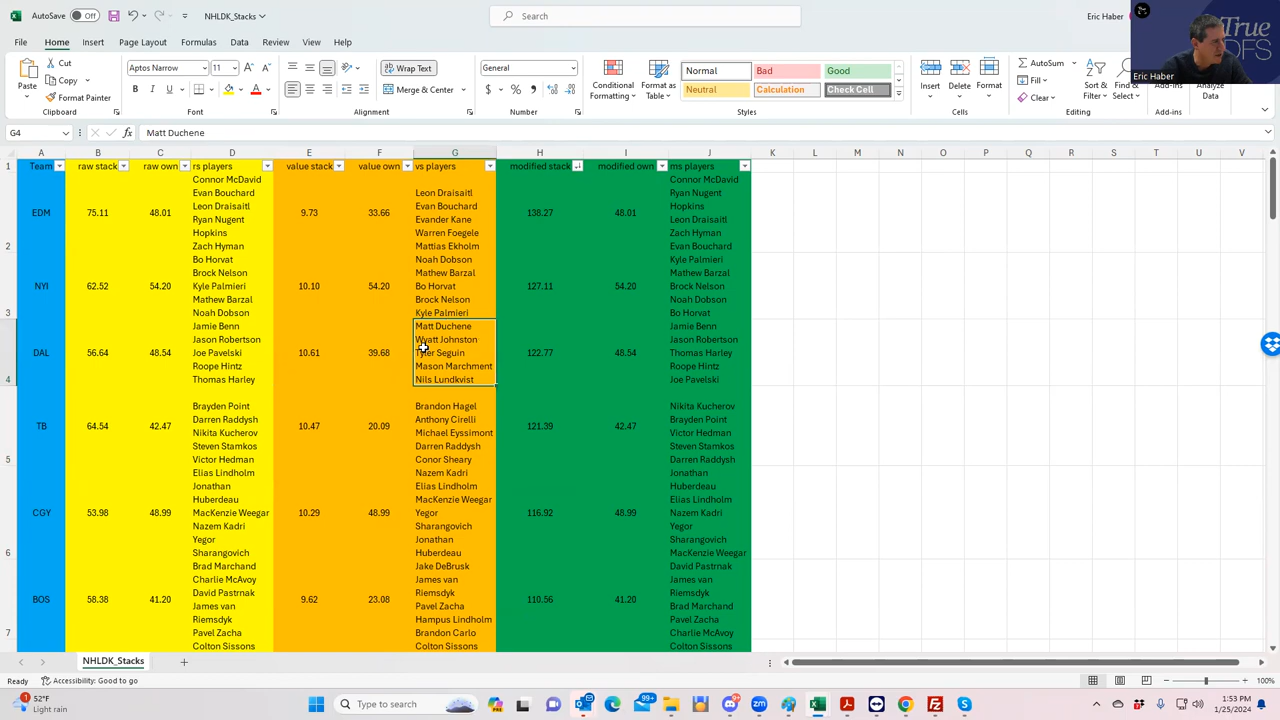 AutoSave Off NHLDK_Stacks Search Eric Haber
File Home Insert Page Layout Formulas Data Review View Help
Paste Cut Copy Format Painter Clipboard
Aptos Narrow 11 B I U Font
Wrap Text Merge & Center Alignment
General $ % Number
Conditional Formatting Format as Table
Normal Bad Good
Neutral Calculation Check Cell
Styles
Insert Delete Format Cells
AutoSum Fill Clear Sort & Filter Find & Select Editing
Add-ins Add-ins
Analyze Data
True
DFS
Eric Haber
G4 fx Matt Duchene
A B C D E F G H I J K L M N O P Q R S T U V
Team raw stack raw own rs players value stack value own vs players modified stack modified own ms players
EDM 75.11 48.01 9.73 33.66 138.27 48.01
Connor McDavid
Evan Bouchard
Leon Draisaitl
Ryan Nugent
Hopkins
Zach Hyman
Leon Draisaitl
Evan Bouchard
Evander Kane
Warren Foegele
Mattias Ekholm
Connor McDavid
Ryan Nugent
Hopkins
Leon Draisaitl
Zach Hyman
Evan Bouchard
2
NYI 62.52 54.20 10.10 54.20 127.11 54.20
Bo Horvat
Brock Nelson
Kyle Palmieri
Mathew Barzal
Noah Dobson
Noah Dobson
Mathew Barzal
Bo Horvat
Brock Nelson
Kyle Palmieri
Kyle Palmieri
Mathew Barzal
Brock Nelson
Noah Dobson
Bo Horvat
3
DAL 56.64 48.54 10.61 39.68 122.77 48.54
Jamie Benn
Jason Robertson
Joe Pavelski
Roope Hintz
Thomas Harley
Matt Duchene
Wyatt Johnston
Tyler Seguin
Mason Marchment
Nils Lundkvist
Jamie Benn
Jason Robertson
Thomas Harley
Roope Hintz
Joe Pavelski
TB 64.54 42.47 10.47 20.09 121.39 42.47
Brayden Point
Darren Raddysh
Nikita Kucherov
Steven Stamkos
Victor Hedman
Brandon Hagel
Anthony Cirelli
Michael Eyssimont
Darren Raddysh
Conor Sheary
Nikita Kucherov
Brayden Point
Victor Hedman
Steven Stamkos
Darren Raddysh
CGY 53.98 48.99 10.29 48.99 116.92 48.99
Elias Lindholm
Jonathan
Huberdeau
MacKenzie Weegar
Nazem Kadri
Yegor
Sharangovich
Nazem Kadri
Elias Lindholm
MacKenzie Weegar
Yegor
Sharangovich
Jonathan
Huberdeau
Jonathan
Huberdeau
Elias Lindholm
Nazem Kadri
Yegor
Sharangovich
MacKenzie Weegar
6
BOS 58.38 41.20 9.62 23.08 110.56 41.20
Brad Marchand
Charlie McAvoy
David Pastrnak
James van
Riemsdyk
Pavel Zacha
Jake DeBrusk
James van
Riemsdyk
Pavel Zacha
Hampus Lindholm
Brandon Carlo
David Pastrnak
James van
Riemsdyk
Brad Marchand
Pavel Zacha
Charlie McAvoy
7
Colton Sissons Colton Sissons Colton Sissons
NHLDK_Stacks
Ready Accessibility: Good to go 100%
52°F
Light rain
Type here to search
99+
1:53 PM
1/25/2024